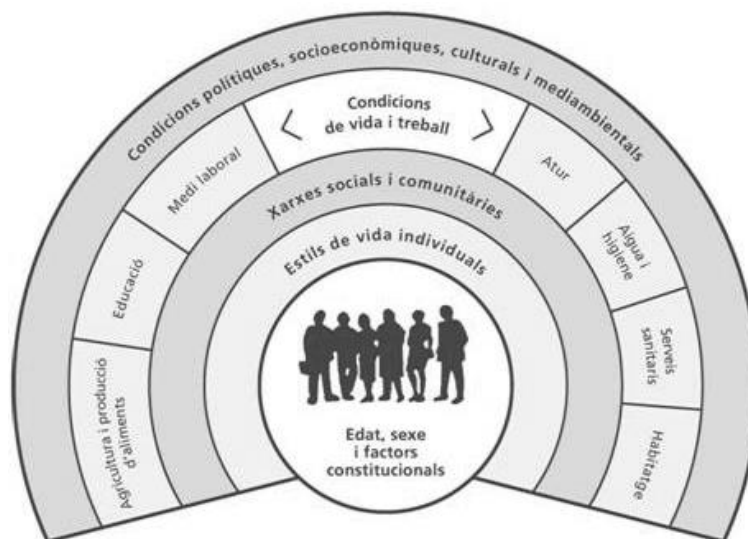 Condicions polítiques, socioeconòmiques, culturals i mediambientals
Condicions
de vida i treball
Agricultura i producció
d'aliments
Educació
Medi laboral
Atur
Aigua i
higiene
Serveis
sanitaris
Habitatge
Xarxes socials i comunitàries
Estils de vida individuals
Edat, sexe
i factors
constitucionals